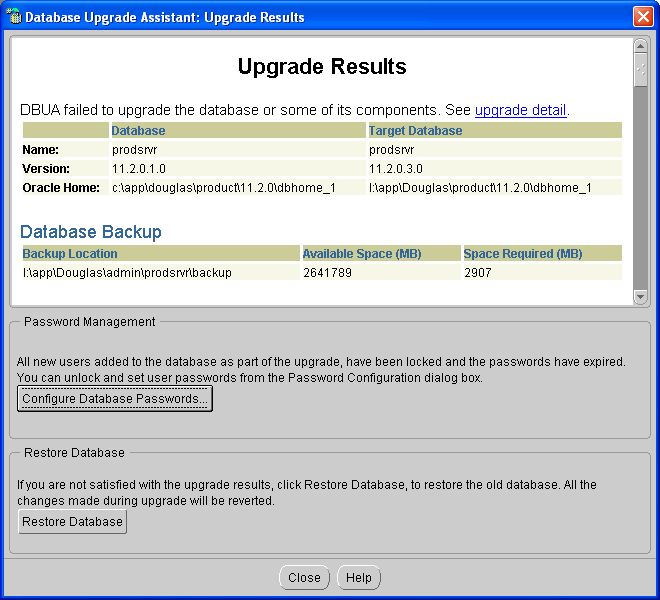 Database Upgrade Assistant: Upgrade Results
Upgrade Results
DBUA failed to upgrade the database or some of its components. See upgrade detail.
Database Target Database
Name: prodsrvr prodsrvr
Version: 11.2.0.1.0 11.2.0.3.0
Oracle Home: c:\app\douglas\product\11.2.0\dbhome_1 I:\app\Douglas\product\11.2.0\dbhome_1
Database Backup
Backup Location Available Space (MB) Space Required (MB)
I:\app\Douglas\admin\prodsrvr\backup 2641789 2907
Password Management
All new users added to the database as part of the upgrade, have been locked and the passwords have expired.
You can unlock and set user passwords from the Password Configuration dialog box.
Configure Database Passwords...
Restore Database
If you are not satisfied with the upgrade results, click Restore Database, to restore the old database. All the
changes made during upgrade will be reverted.
Restore Database
Close Help